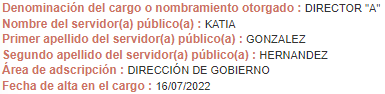 Denominación del cargo o nombramiento otorgado : DIRECTOR "A"
Nombre del servidor(a) público(a) : KATIA
Primer apellido del servidor(a) público(a) : GONZALEZ
Segundo apellido del servidor(a) público(a) : HERNANDEZ
Área de adscripción : DIRECCIÓN DE GOBIERNO
Fecha de alta en el cargo : 16/07/2022